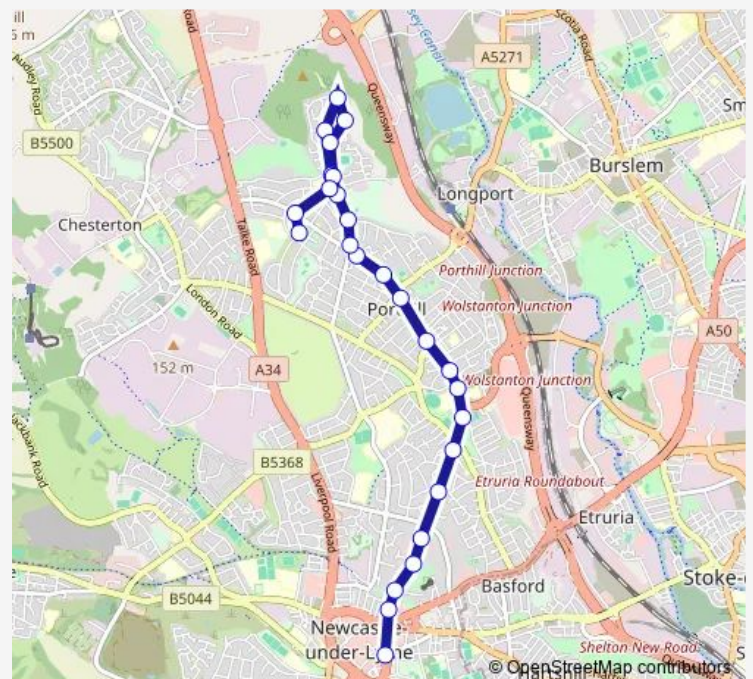 Road
A5271
Queensway
Audley Road
B5500
Burslem
Longport
Chesterton
Talke Road
Porthill Junction
London Road
Wolstanton Junction
A50
152 m
A34
Wolstanton Junction
Queensway
B5368
Liverpool Road
Etruria Roundabout
Etruria
Basford
B5044
Newcastle-
under-Lyme
Shelton New Road
© OpenStreetMap contributors